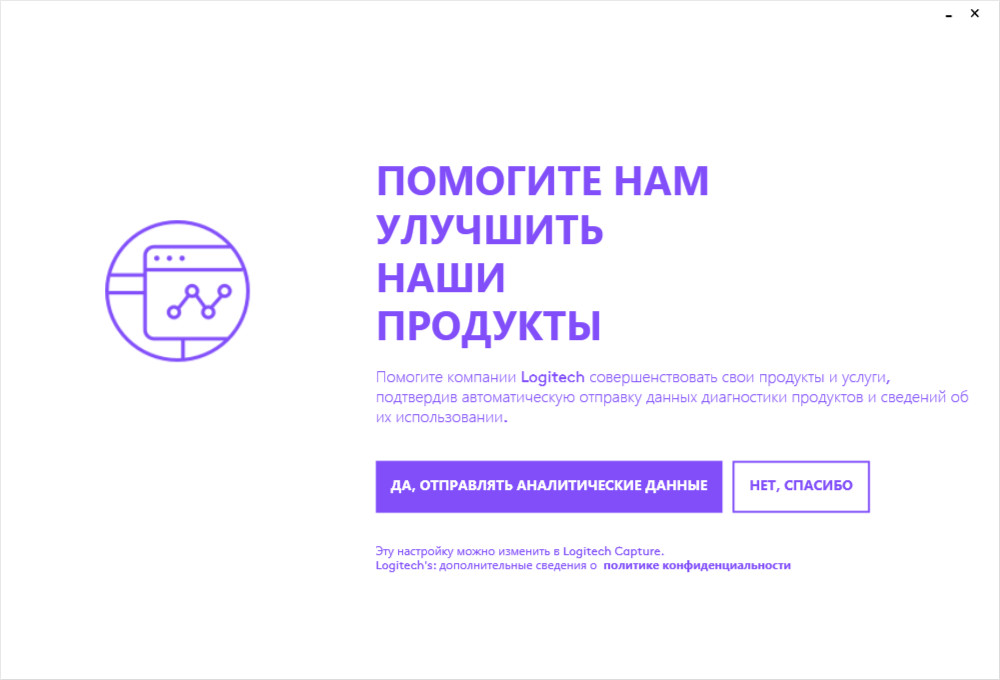 ПОМОГИТЕ НАМ
УЛУЧШИТЬ
НАШИ
ПРОДУКТЫ
Помогите компании Logitech совершенствовать свои продукты и услуги,
подтвердив автоматическую отправку данных диагностики продуктов и сведений об
их использовании.
ДА, ОТПРАВЛЯТЬ АНАЛИТИЧЕСКИЕ ДАННЫЕ
НЕТ, СПАСИБО
Эту настройку можно изменить в Logitech Capture.
Logitech's: дополнительные сведения о политике конфиденциальности